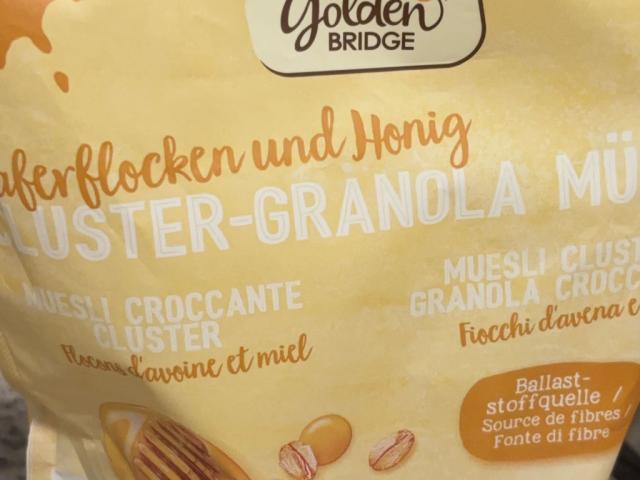 Golden
BRIDGE
aferflocken und Honig
CLUSTER-GRANOLA MÜ
MUESLI CROCCANTE
CLUSTER
Flocons d'avoine et miel
MUESLI CLUST
GRANOLA CROCC
Fiocchi d'avena e
Ballast-
stoffquelle /
Source de fibres /
Fonte di fibre